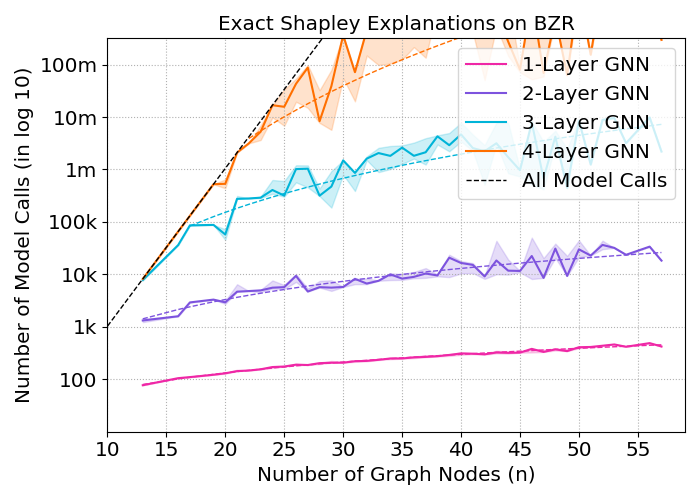 Exact Shapley Explanations on BZR
Number of Model Calls (in log 10)
100m
10m
1m
100k
10k
1k
100
1-Layer GNN
2-Layer GNN
3-Layer GNN
4-Layer GNN
All Model Calls
10 15 20 25 30 35 40 45 50 55
Number of Graph Nodes (n)